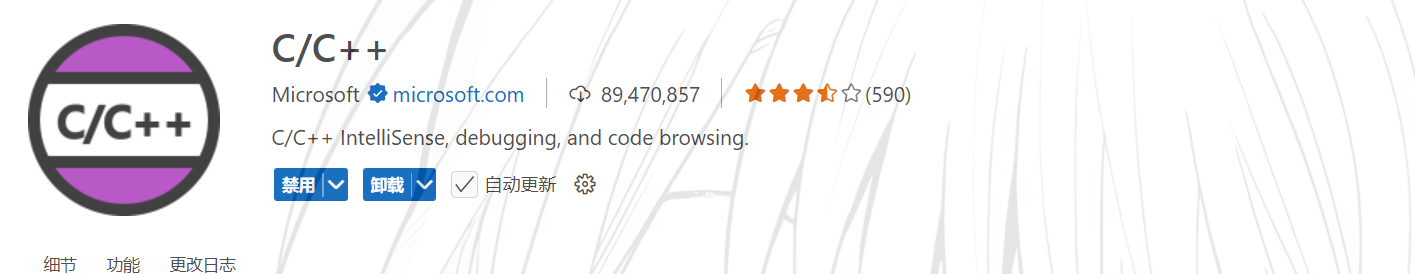 C/C++
C/C++
Microsoft microsoft.com 89,470,857 (590)
C/C++ IntelliSense, debugging, and code browsing.
禁用 卸载 自动更新
细节 功能 更改日志